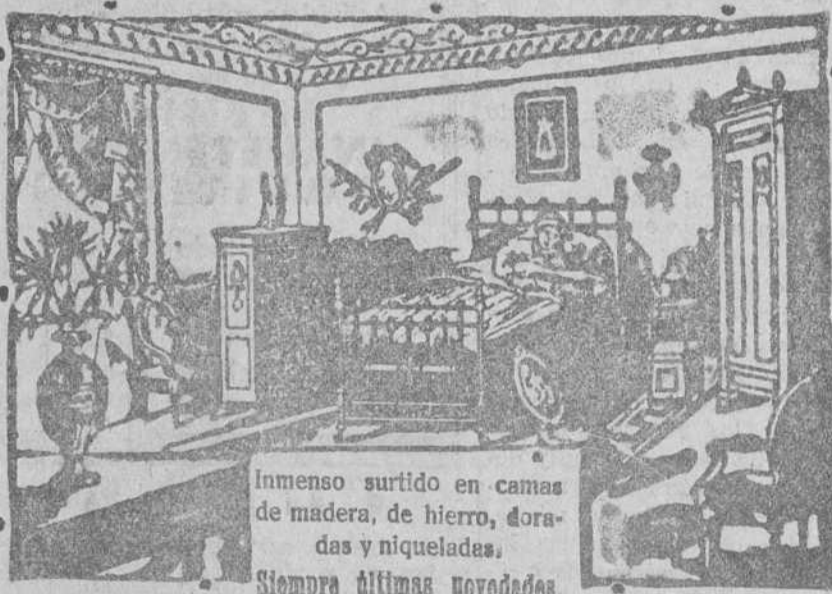 Inmenso surtido en camas
de madera, de hierro, dora-
das y niqueladas.
Siempre últimas novedades